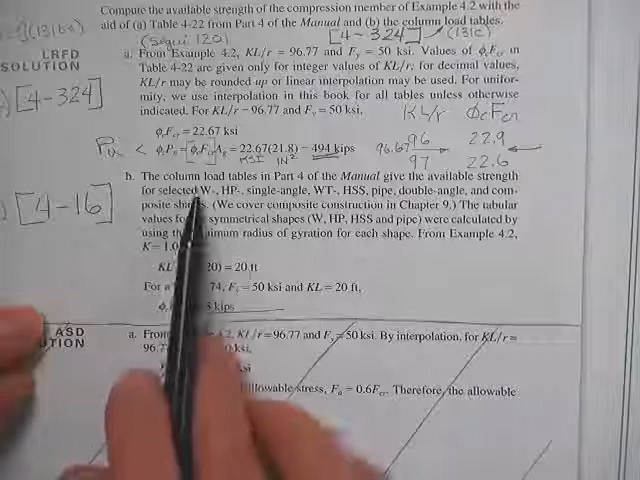 Compute the available strength of the compression member of Example 4.2 with the
aid of (a) Table 4-22 from Part 4 of the Manual and (b) the column load tables.
(Segui 120) [4-324] (131c)
LRFD
SOLUTION
[4-324]
a. From Example 4.2, KL/r = 96.77 and Fy = 50 ksi. Values of ϕcFcr in
Table 4-22 are given only for integer values of KL/r; for decimal values,
KL/r may be rounded up or linear interpolation may be used. For unifor-
mity, we use interpolation in this book for all tables unless otherwise
indicated. For KL/r = 96.77 and Fy = 50 ksi,
KL/r ϕcFcr
ϕcFcr = 22.67 ksi
96 22.9
Pu < ϕcPn = ϕcFcrAg = 22.67(21.8) = 494 kips
KSI IN²
96.67
97 22.6
[4-16]
b. The column load tables in Part 4 of the Manual give the available strength
for selected W-, HP-, single-angle, WT-, HSS, pipe, double-angle, and com-
posite (We cover composite construction in Chapter 9.) The tabular
values symmetrical shapes (W, HP, HSS and pipe) were calculated by
using radius of gyration for each shape. From Example 4.2,
K = 1.0
KL 20) = 20 ft
For a 74, Fy = 50 ksi and KL = 20 ft,
kips
ASD
a. From 4.2, KL/r = 96.77 and Fy = 50 ksi. By interpolation, for KL/r =
ksi,
ksi
allowable stress, Fa = 0.6Fcr. Therefore, the allowable